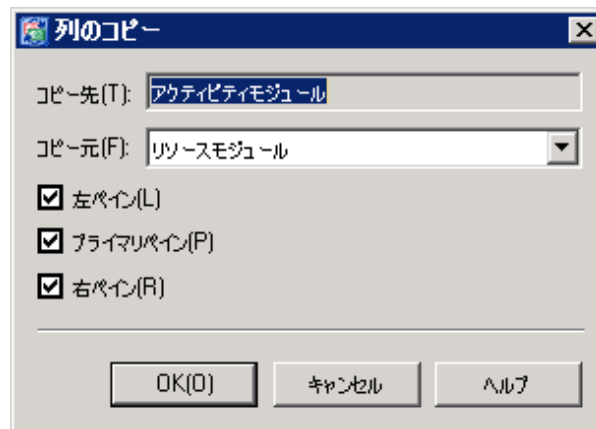 列のコピー
コピー先(T): アクティビティモジュール
コピー元(F): リソースモジュール
左ペイン(L)
プライマリペイン(P)
右ペイン(R)
OK(O) キャンセル ヘルプ